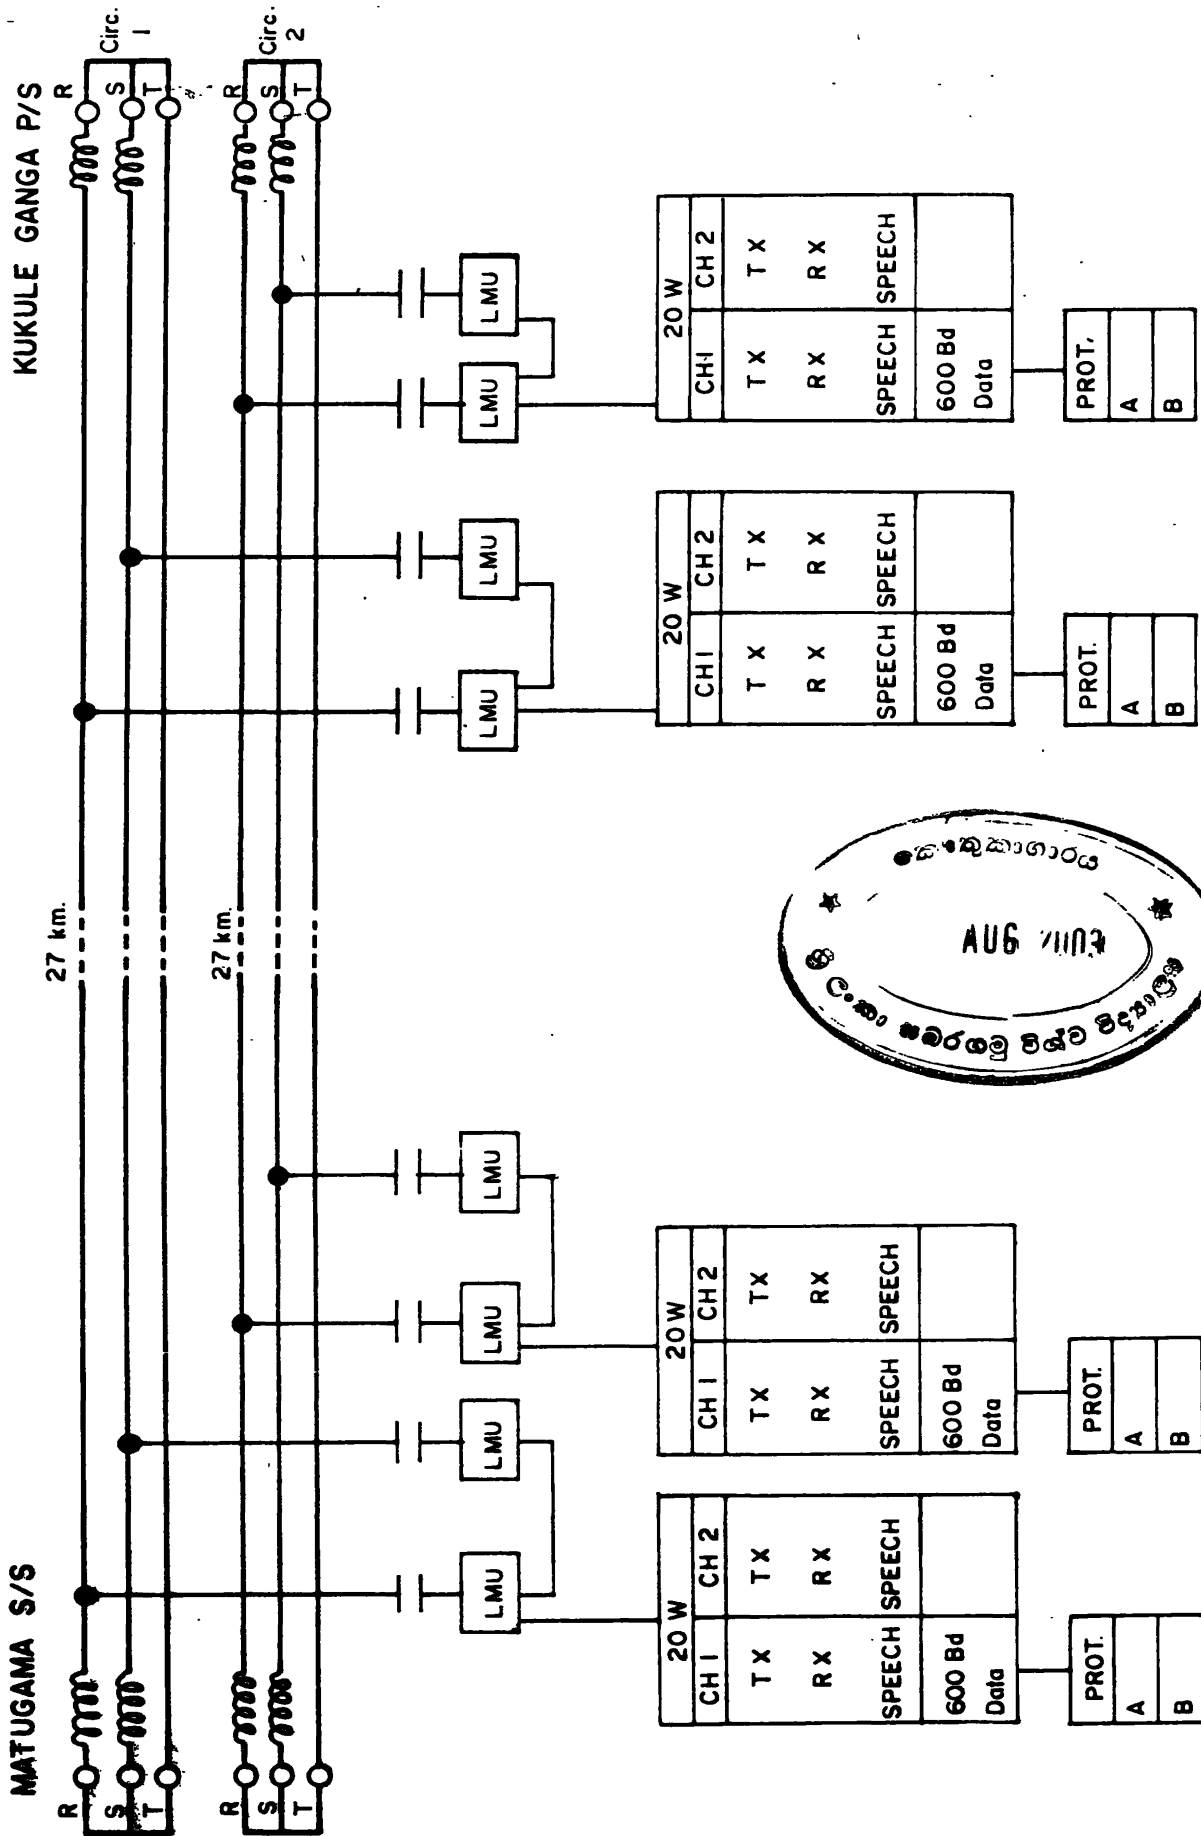 MATUGAMA S/S
KUKULE GANGA P/S
R
S
T
27 km.
R
S
T
Circ. 1
R
S
T
27 km.
R
S
T
Circ. 2
LMU LMU LMU LMU LMU LMU LMU LMU
20 W
CH 1 CH 2
TX TX
RX RX
SPEECH SPEECH
600 Bd
Data
PROT.
A
B
20 W
CH 1 CH 2
TX TX
RX RX
SPEECH SPEECH
600 Bd
Data
PROT.
A
B
20 W
CH 1 CH 2
TX TX
RX RX
SPEECH SPEECH
600 Bd
Data
PROT.
A
B
20 W
CH 1 CH 2
TX TX
RX RX
SPEECH SPEECH
600 Bd
Data
PROT.
A
B
AUG